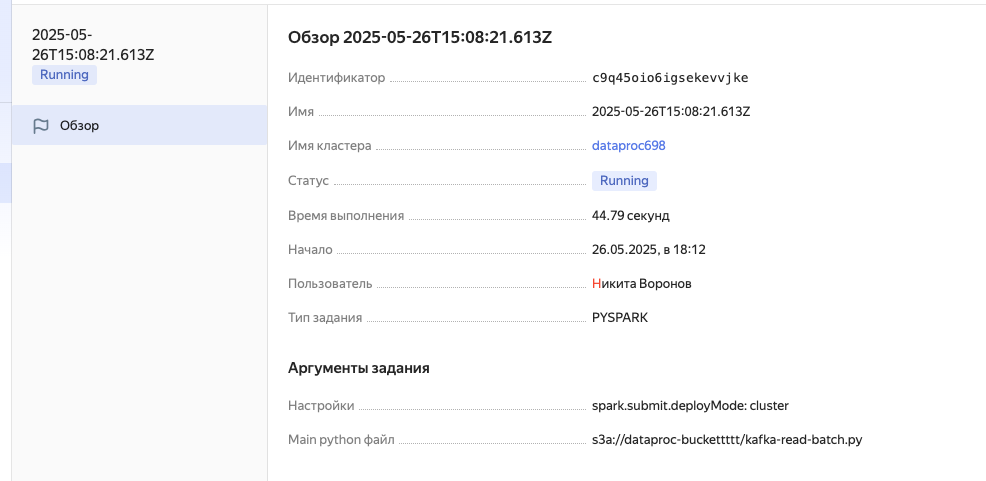 2025-05-
26T15:08:21.613Z
Running
Обзор
Обзор 2025-05-26T15:08:21.613Z
Идентификатор c9q45oio6igsekevvjke
Имя 2025-05-26T15:08:21.613Z
Имя кластера dataproc698
Статус Running
Время выполнения 44.79 секунд
Начало 26.05.2025, в 18:12
Пользователь Никита Воронов
Тип задания PYSPARK
Аргументы задания
Настройки spark.submit.deployMode: cluster
Main python файл s3a://dataproc-buckettttt/kafka-read-batch.py